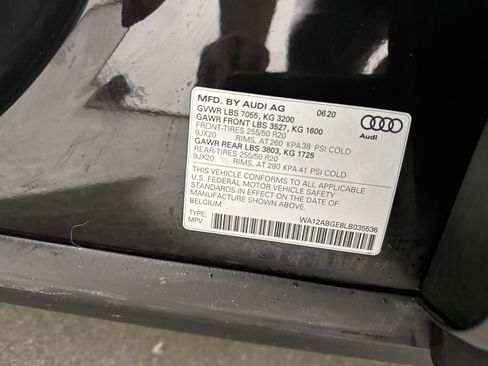 MFD. BY AUDI AG 06 20
GVWR LBS 7055, KG 3200
GAWR FRONT LBS 3527, KG 1600
FRONT-TIRES 255/50 R20
9JX20 RIMS, AT 260 KPA 38 PSI COLD
GAWR REAR LBS 3803, KG 1725
REAR-TIRES 255/50 R20
9JX20 RIMS, AT 280 KPA 41 PSI COLD
THIS VEHICLE CONFORMS TO ALL APPLICABLE
U.S. FEDERAL MOTOR VEHICLE SAFETY
STANDARDS IN EFFECT ON THE DATE OF
MANUFACTURE SHOWN ABOVE.
BELGIUM
TYPE:
MPV
WA12ABGE8LB035536
Audi